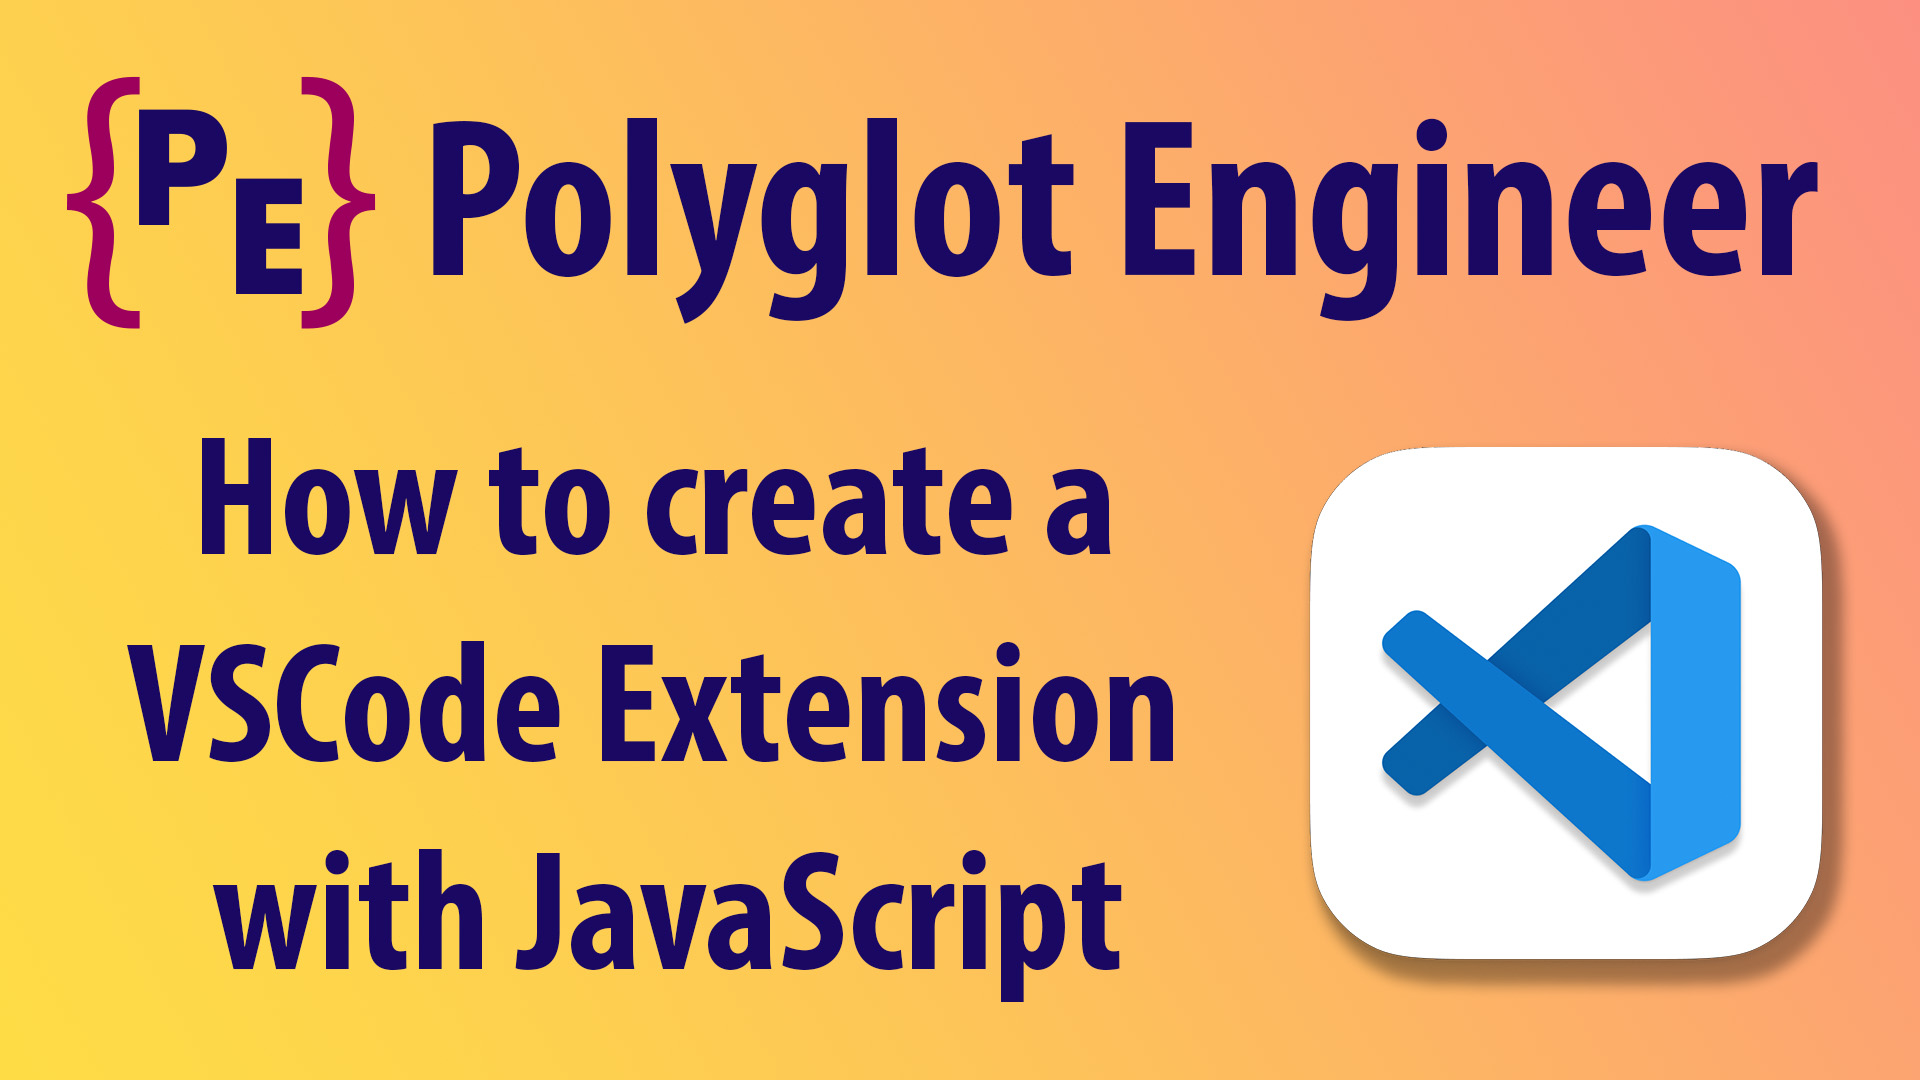 {PE} Polyglot Engineer
How to create a
VSCode Extension
with JavaScript